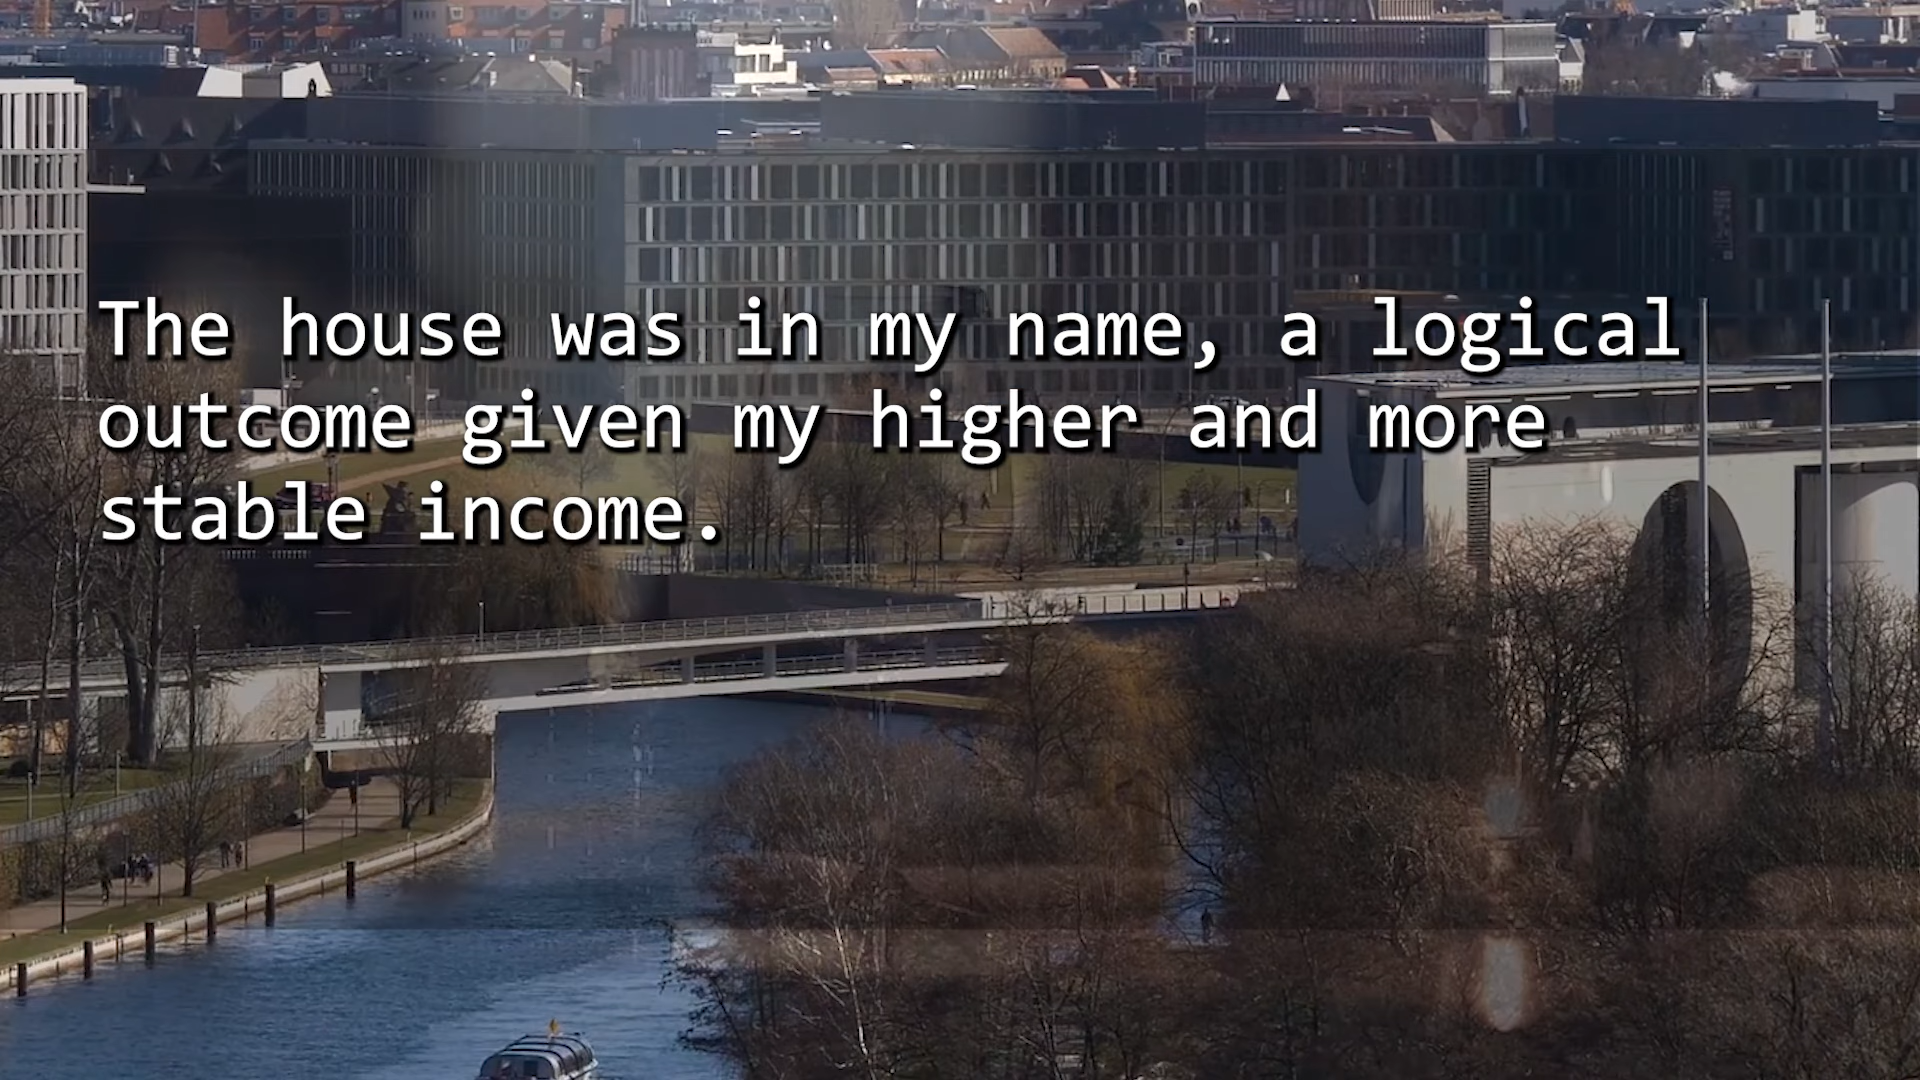 The house was in my name, a logical
outcome given my higher and more
stable income.